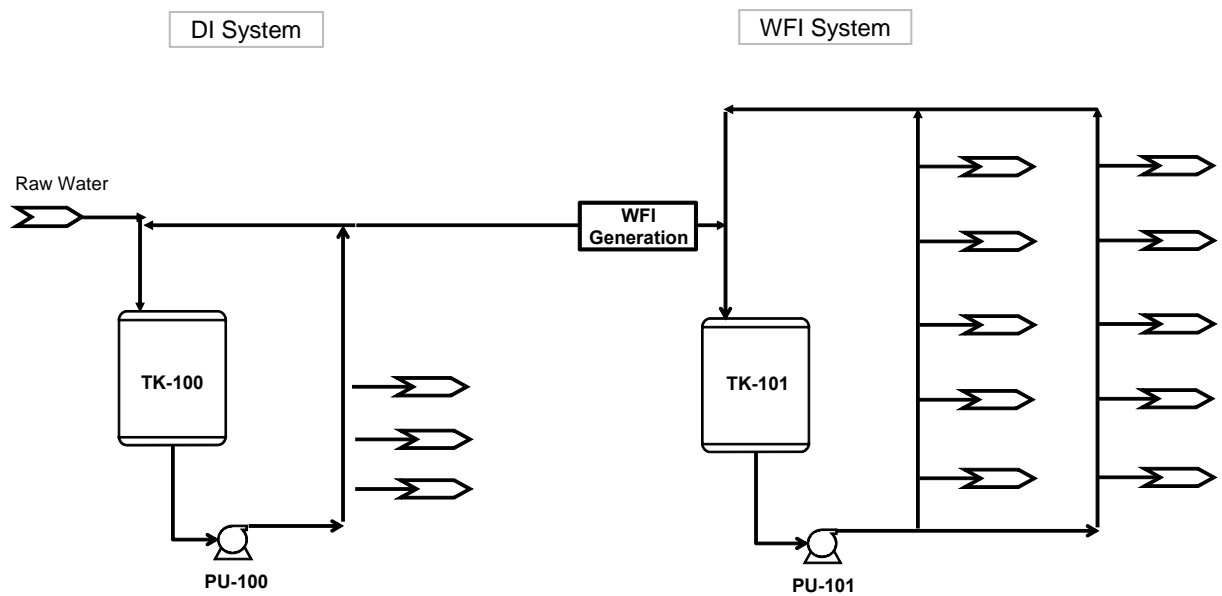 DI System
WFI System
Raw Water
WFI
Generation
TK-100
TK-101
PU-100
PU-101